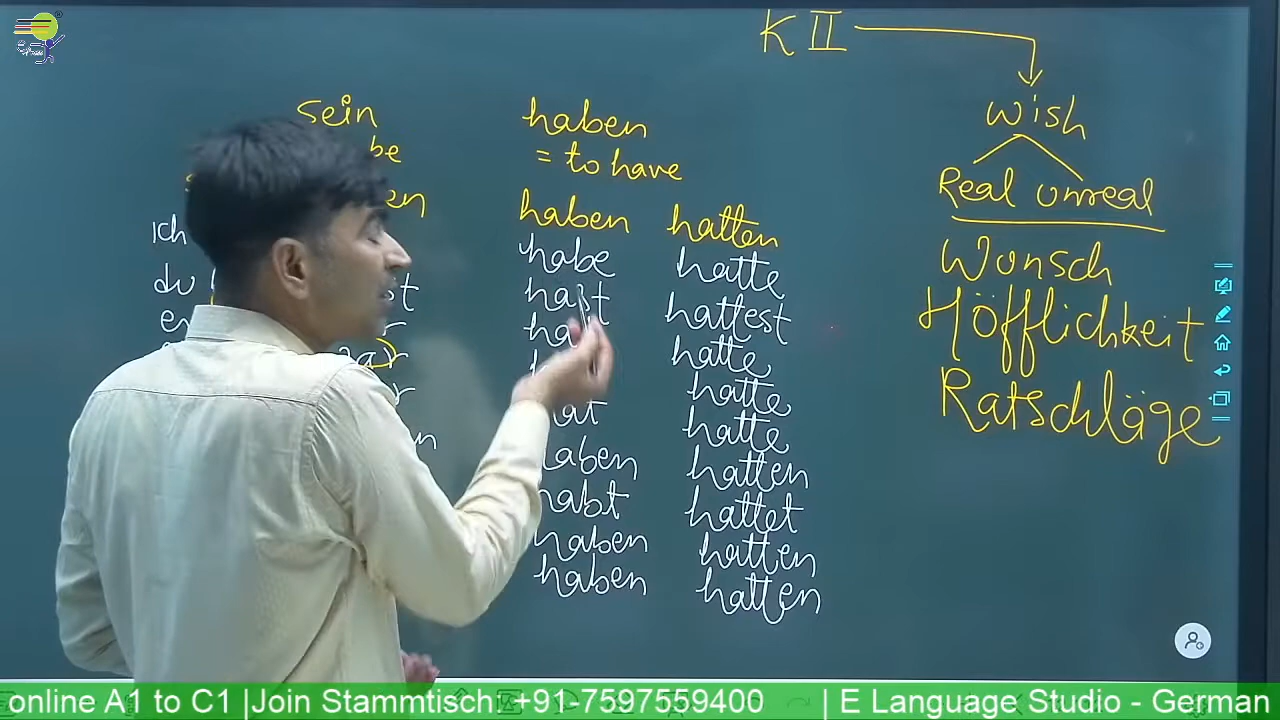 K II
wish
Real unreal
Wonsch
Höfflichkeit
Ratschläge
sein
be
haben
= to have
haben hatten
Ich habe hatte
du hast hattest
hatte
hatte
hatte
haben hatten
habt hattet
haben hatten
haben hatten
online A1 to C1 |Join Stammtisch: +91-7597559400 | E Language Studio - German